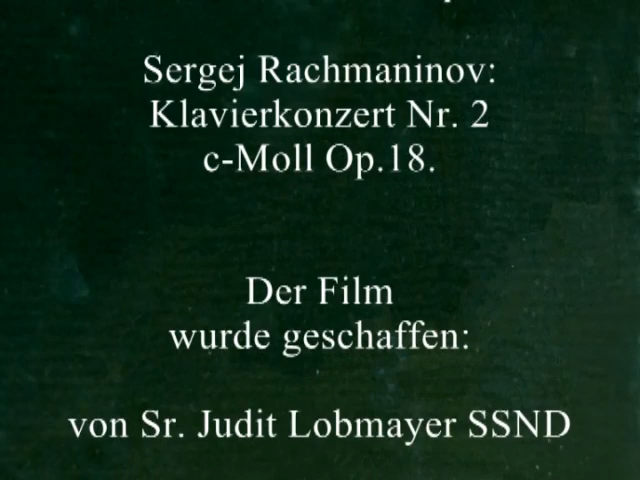 Sergej Rachmaninov:
Klavierkonzert Nr. 2
c-Moll Op.18.
Der Film
wurde geschaffen:
von Sr. Judit Lobmayer SSND